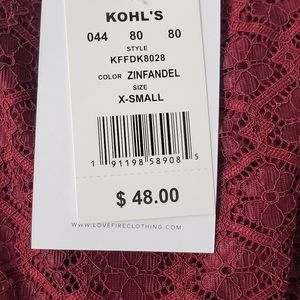 KOHL'S
044 80 80
STYLE
KFFDK8028
COLOR ZINFANDEL
SIZE
X-SMALL
1 91198 58908 5
$ 48.00
WWW.LOVEFIRECLOTHING.COM